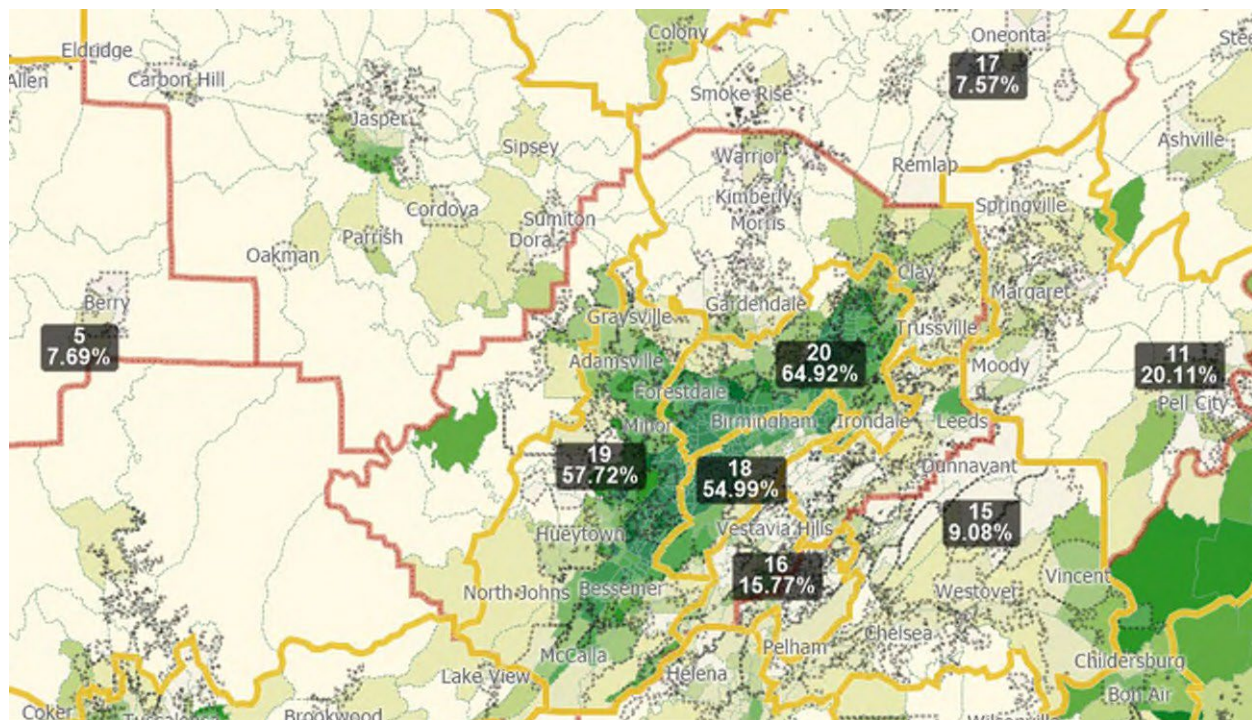 Colony
Oneonta
Eldridge
17
7.57%
Allen
Carbon Hill
Smoke Rise
Jasper
Ashville
Sipsey
Warrior
Remlap
Kimberly
Cordova
Sumiton
Springville
Morris
Parrish
Dora
Oakman
Clay
Berry
Margaret
Gardendale
Graysville
Trussville
5
7.69%
20
64.92%
11
20.11%
Adamsville
Moody
Forestdale
Pell City
Birmingham
Irondale
Leeds
Minor
19
57.72%
18
54.99%
Dunnavant
15
9.08%
Vestavia Hills
Hueytown
16
15.77%
Vincent
North Johns
Bessemer
Westover
Chelsea
Pelham
McCalla
Childersburg
Lake View
Helena
Bon Air
Coker
Brookwood